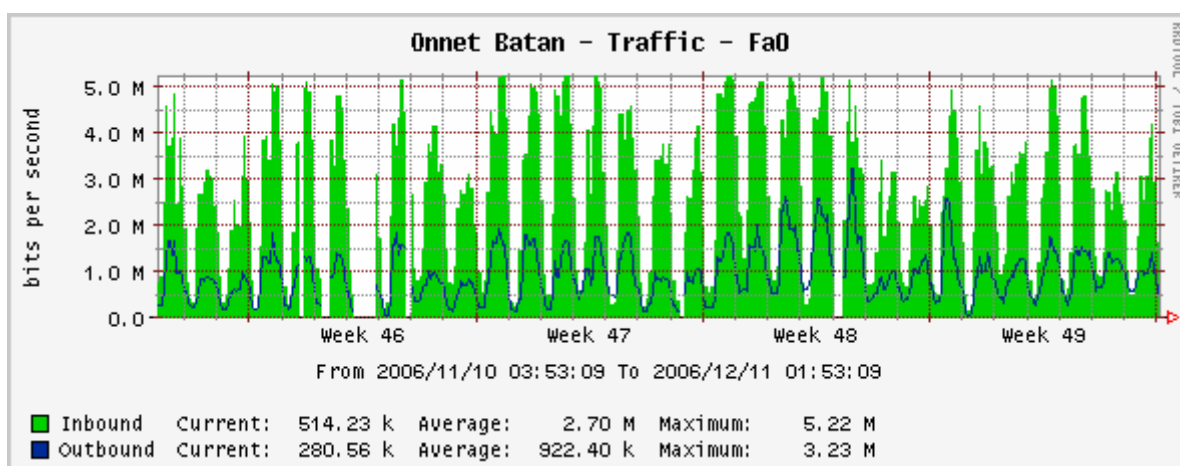 Onnet Batan - Traffic - Fa0
bits per second
5.0 M
4.0 M
3.0 M
2.0 M
1.0 M
0.0
Week 46 Week 47 Week 48 Week 49
From 2006/11/10 03:53:09 To 2006/12/11 01:53:09
Inbound Current: 514.23 k Average: 2.70 M Maximum: 5.22 M
Outbound Current: 280.56 k Average: 922.40 k Maximum: 3.23 M
RRDTOOL / TOBI OETIKER